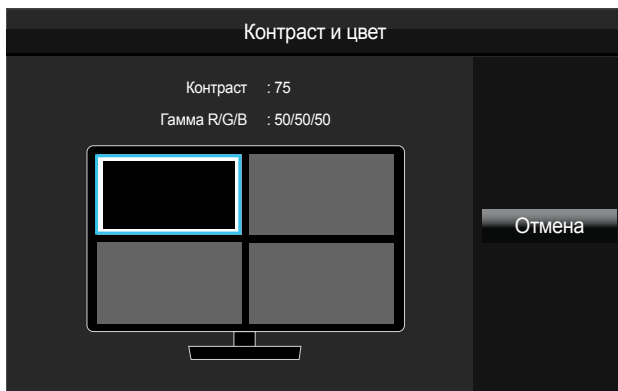 Контраст и цвет
Контраст : 75
Гамма R/G/B : 50/50/50
Отмена